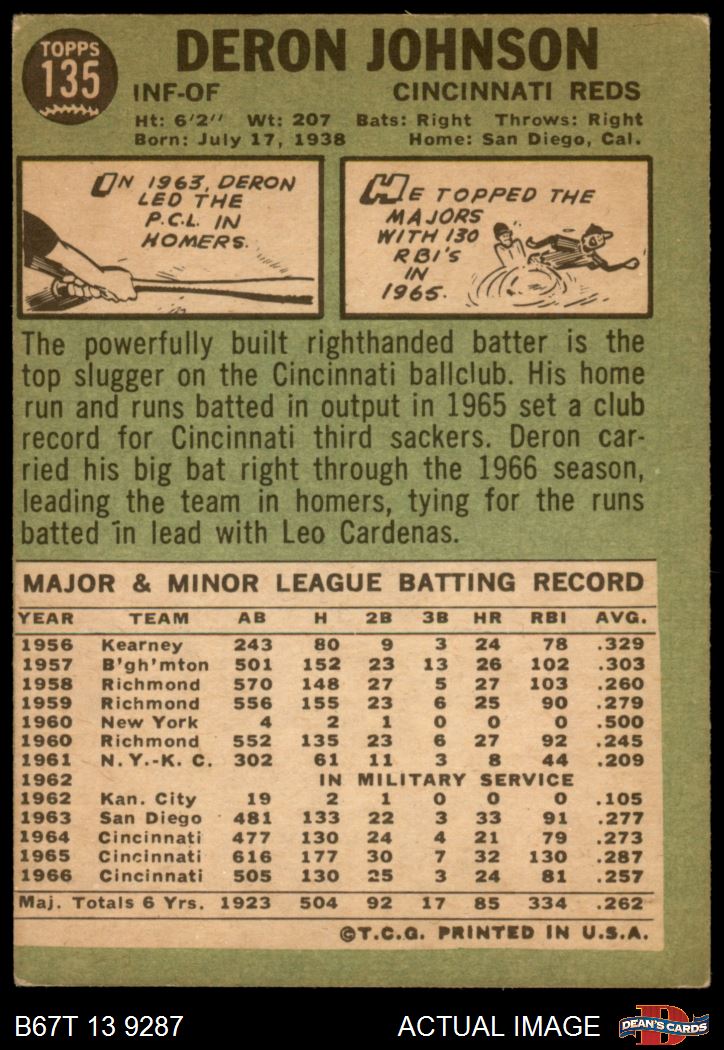 TOPPS
135
DERON JOHNSON
INF-OF CINCINNATI REDS
Ht: 6'2" Wt: 207 Bats: Right Throws: Right
Born: July 17, 1938 Home: San Diego, Cal.
IN 1963, DERON
LED THE
P.C.L. IN
HOMERS.
HE TOPPED THE
MAJORS
WITH 130
RBI'S
IN
1965.
The powerfully built righthanded batter is the
top slugger on the Cincinnati ballclub. His home
run and runs batted in output in 1965 set a club
record for Cincinnati third sackers. Deron car-
ried his big bat right through the 1966 season,
leading the team in homers, tying for the runs
batted in lead with Leo Cardenas.
MAJOR & MINOR LEAGUE BATTING RECORD
YEAR TEAM AB H 2B 3B HR RBI AVG.
1956 Kearney 243 80 9 3 24 78 .329
1957 B'gh'mton 501 152 23 13 26 102 .303
1958 Richmond 570 148 27 5 27 103 .260
1959 Richmond 556 155 23 6 25 90 .279
1960 New York 4 2 1 0 0 0 .500
1960 Richmond 552 135 23 6 27 92 .245
1961 N.Y.-K. C. 302 61 11 3 8 44 .209
1962 IN MILITARY SERVICE
1962 Kan. City 19 2 1 0 0 0 .105
1963 San Diego 481 133 22 3 33 91 .277
1964 Cincinnati 477 130 24 4 21 79 .273
1965 Cincinnati 616 177 30 7 32 130 .287
1966 Cincinnati 505 130 25 3 24 81 .257
Maj. Totals 6 Yrs. 1923 504 92 17 85 334 .262
©T.C.G. PRINTED IN U.S.A.
B67T 13 9287 ACTUAL IMAGE
DEAN'S CARDS